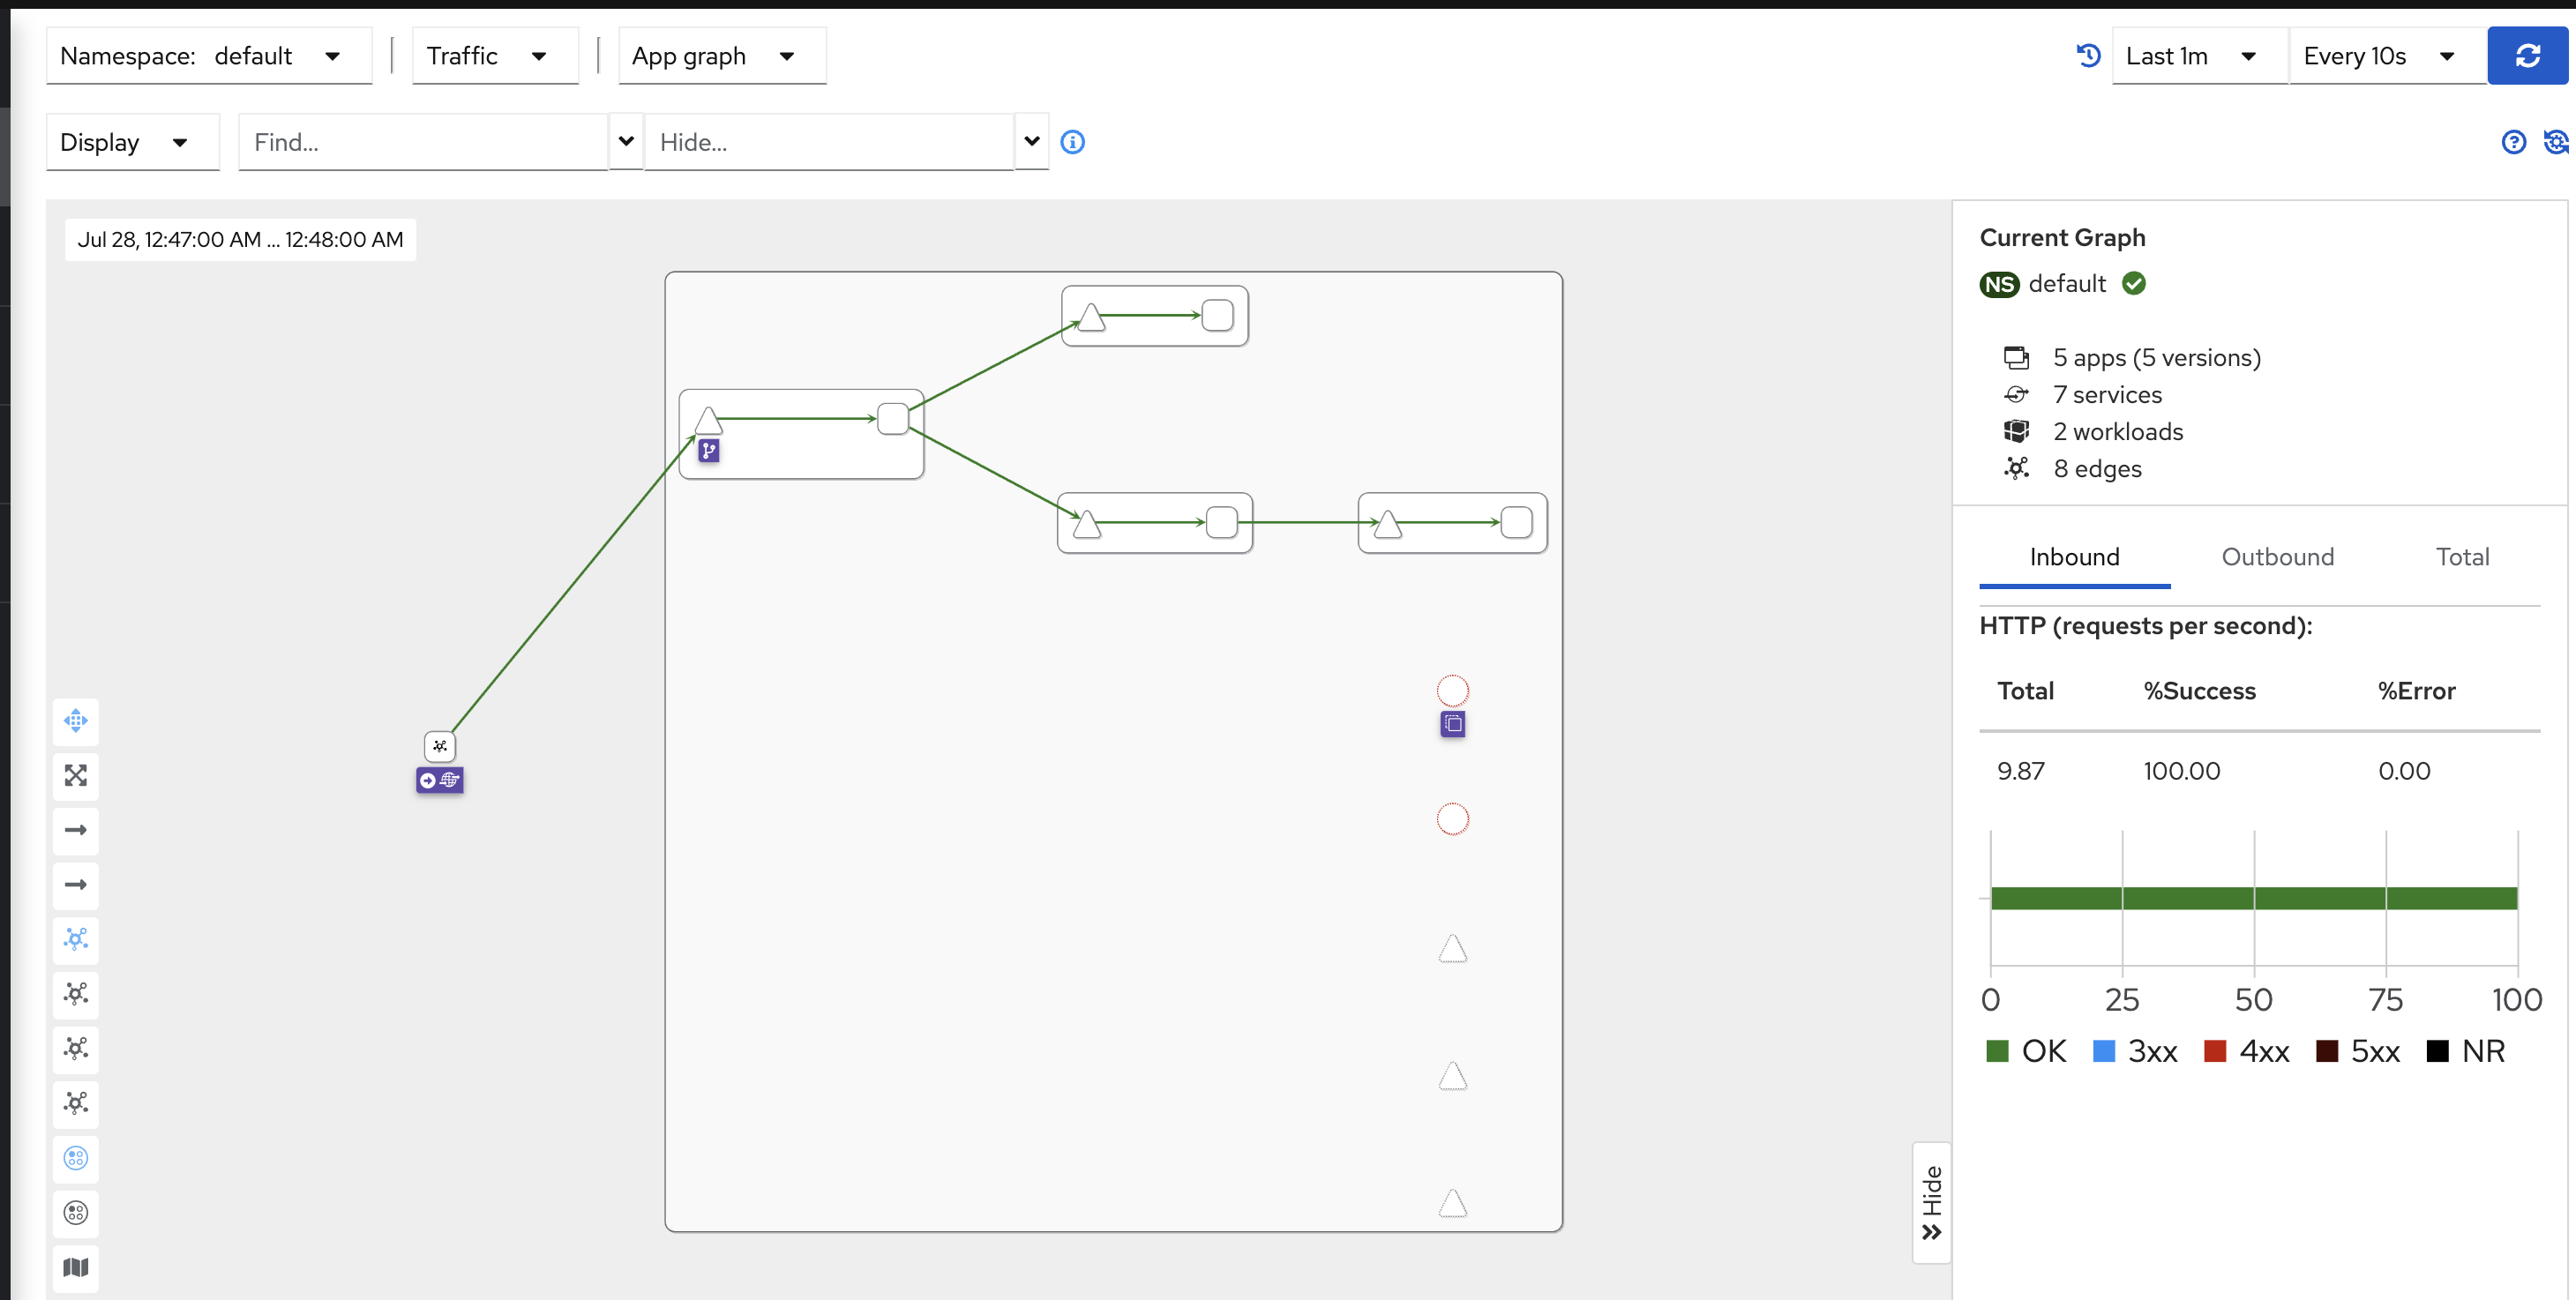 Namespace: default
Traffic
App graph
Last 1m
Every 10s
Display
Find...
Hide...
Jul 28, 12:47:00 AM ... 12:48:00 AM
Current Graph
NS default
5 apps (5 versions)
7 services
2 workloads
8 edges
Inbound Outbound Total
HTTP (requests per second):
Total %Success %Error
9.87 100.00 0.00
0 25 50 75 100
OK 3xx 4xx 5xx NR
Hide